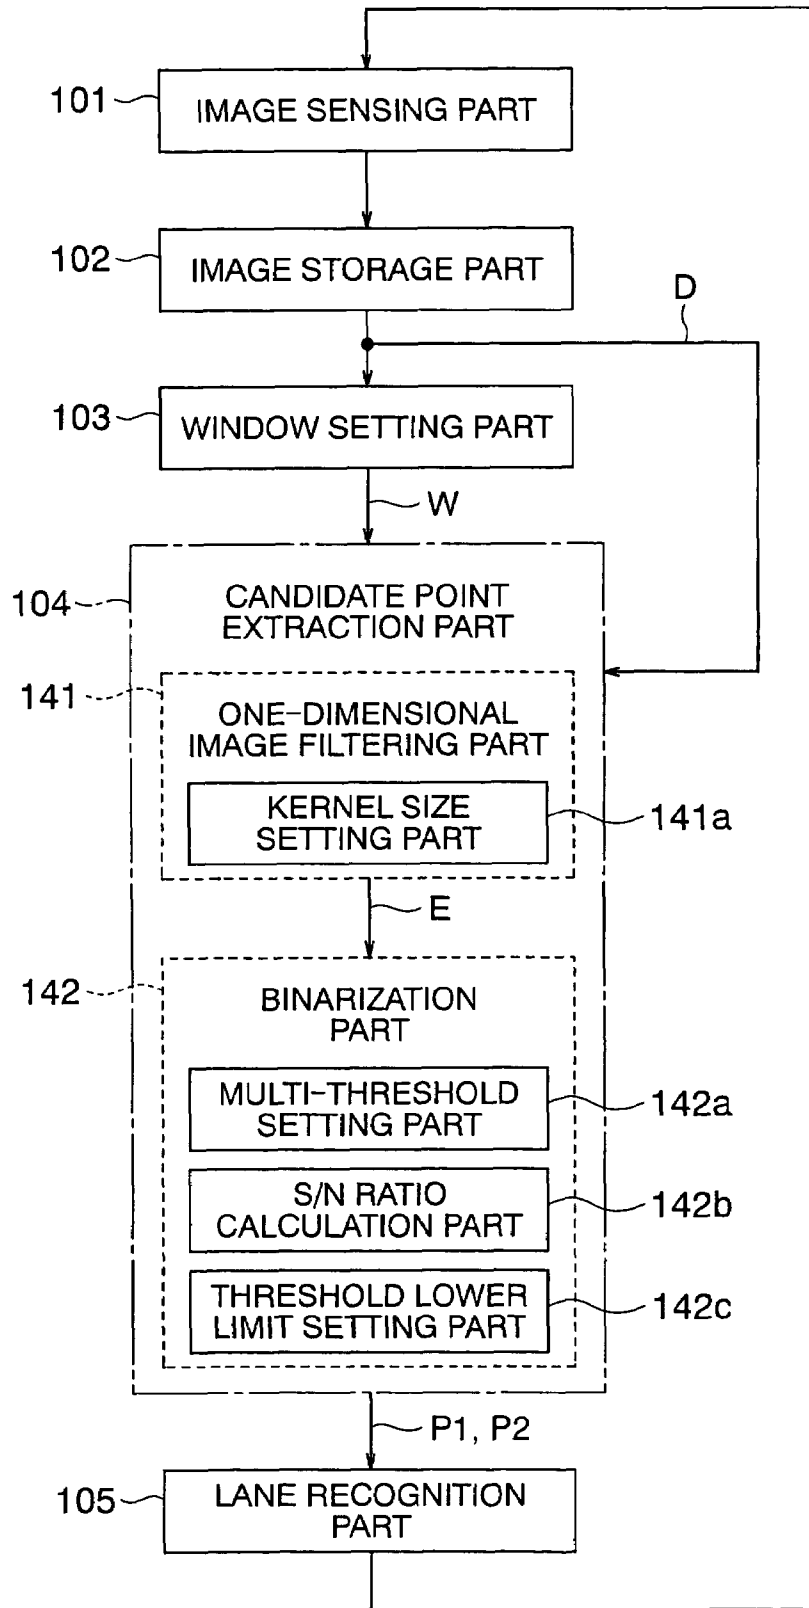 101
IMAGE SENSING PART
102
IMAGE STORAGE PART
D
103
WINDOW SETTING PART
W
104
CANDIDATE POINT
EXTRACTION PART
141
ONE-DIMENSIONAL
IMAGE FILTERING PART
KERNEL SIZE
SETTING PART
141a
E
142
BINARIZATION
PART
MULTI-THRESHOLD
SETTING PART
142a
S/N RATIO
CALCULATION PART
142b
THRESHOLD LOWER
LIMIT SETTING PART
142c
P1, P2
105
LANE RECOGNITION
PART